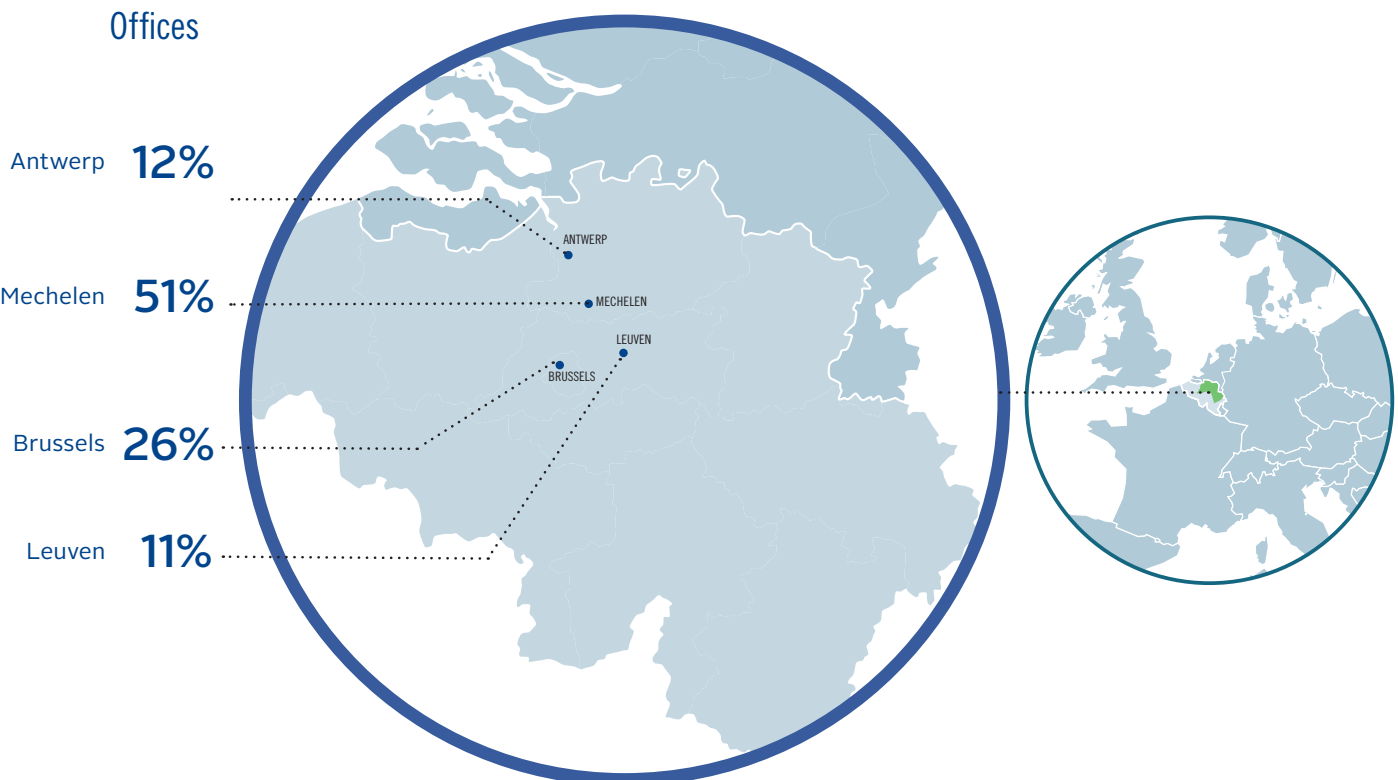 Offices
Antwerp 12%
Mechelen 51%
Brussels 26%
Leuven 11%
ANTWERP
MECHELEN
LEUVEN
BRUSSELS